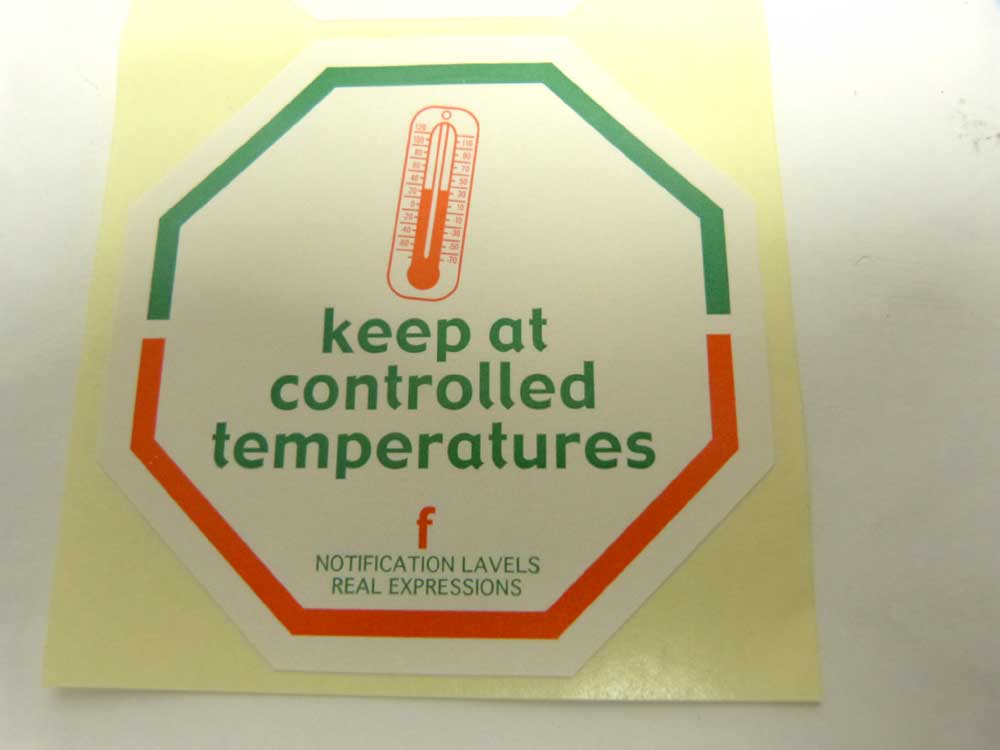 keep at
controlled
temperatures
f
NOTIFICATION LAVELS
REAL EXPRESSIONS